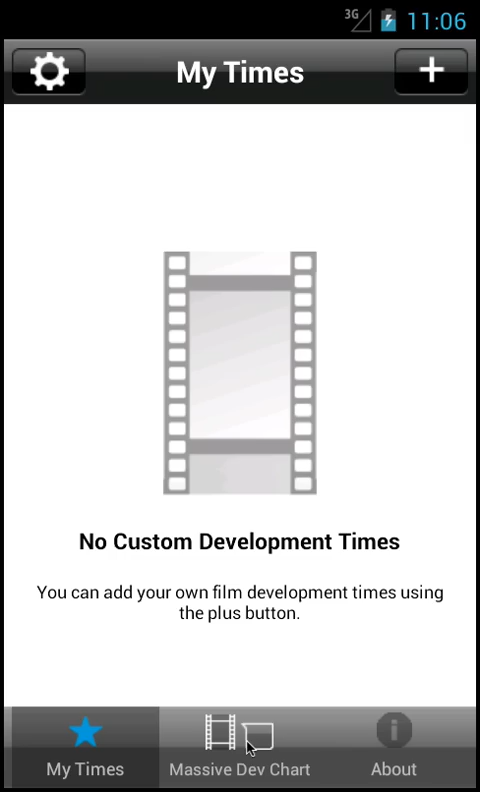 3G 11:06
My Times
+
No Custom Development Times
You can add your own film development times using
the plus button.
My Times Massive Dev Chart About